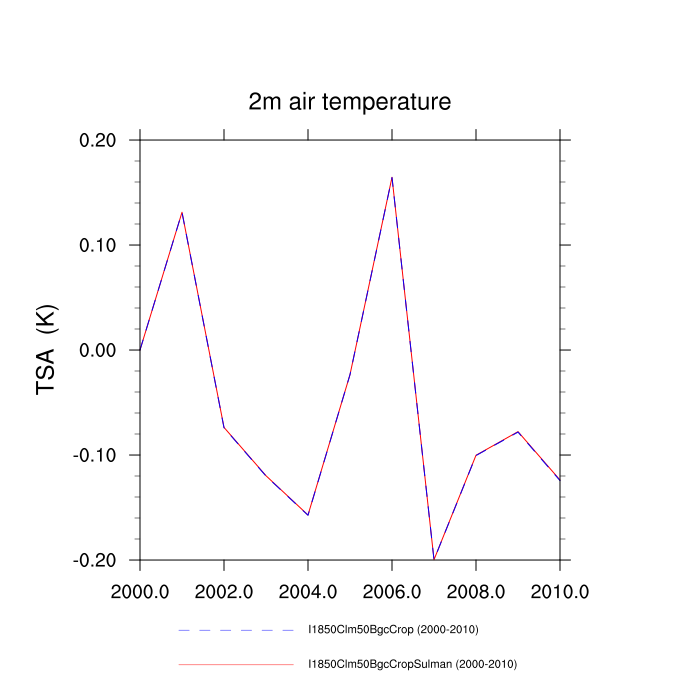 2m air temperature
0.20
0.10
0.00
-0.10
-0.20
TSA (K)
2000.0 2002.0 2004.0 2006.0 2008.0 2010.0
I1850Clm50BgcCrop (2000-2010)
I1850Clm50BgcCropSulman (2000-2010)